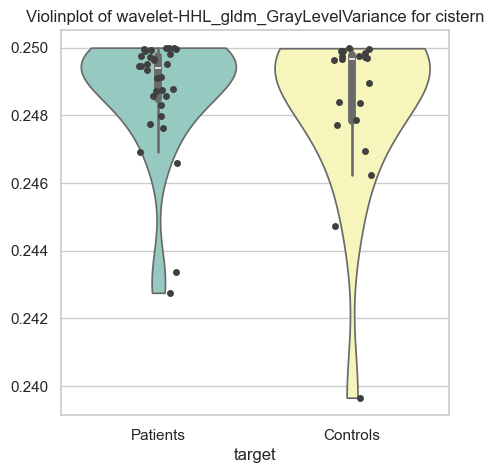 Violinplot of wavelet-HHL_gldm_GrayLevelVariance for cistern
0.250
0.248
0.246
0.244
0.242
0.240
Patients Controls
target